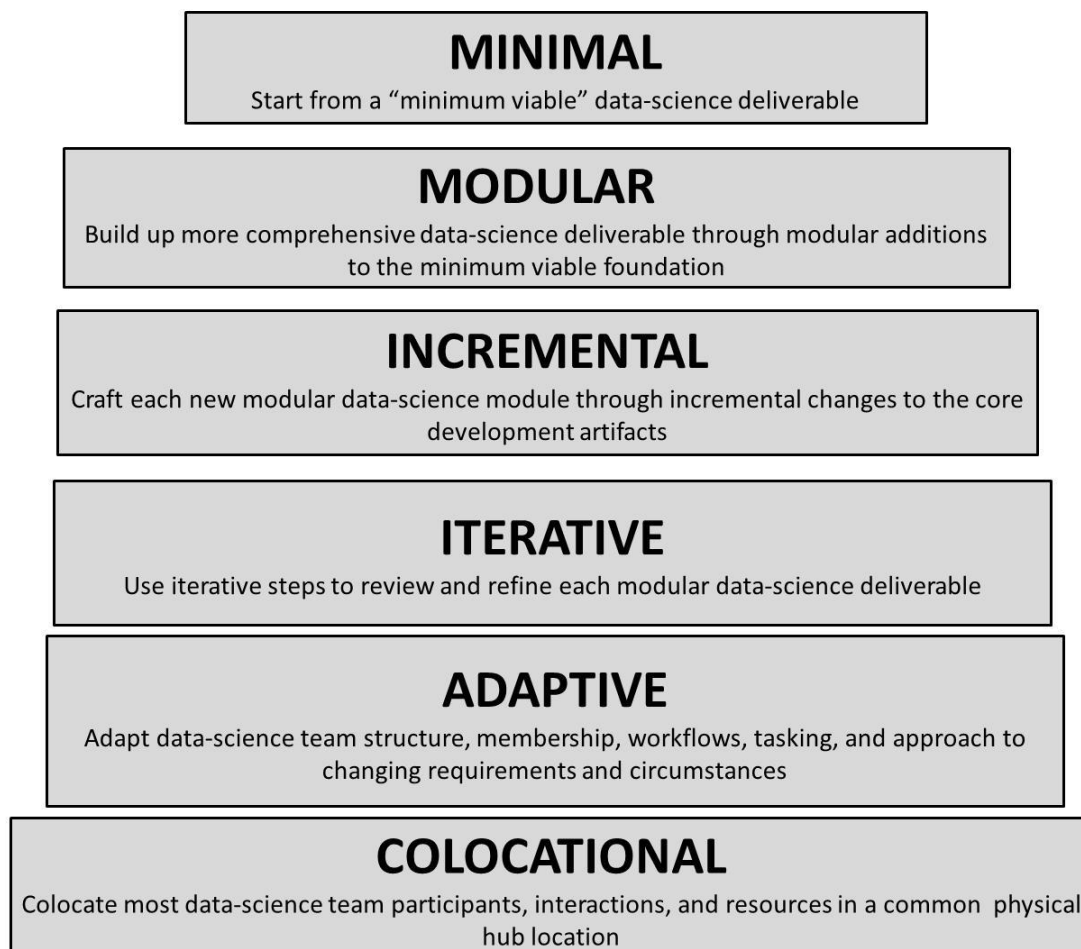 MINIMAL
Start from a “minimum viable” data-science deliverable
MODULAR
Build up more comprehensive data-science deliverable through modular additions
to the minimum viable foundation
INCREMENTAL
Craft each new modular data-science module through incremental changes to the core
development artifacts
ITERATIVE
Use iterative steps to review and refine each modular data-science deliverable
ADAPTIVE
Adapt data-science team structure, membership, workflows, tasking, and approach to
changing requirements and circumstances
COLOCATIONAL
Colocate most data-science team participants, interactions, and resources in a common physical
hub location